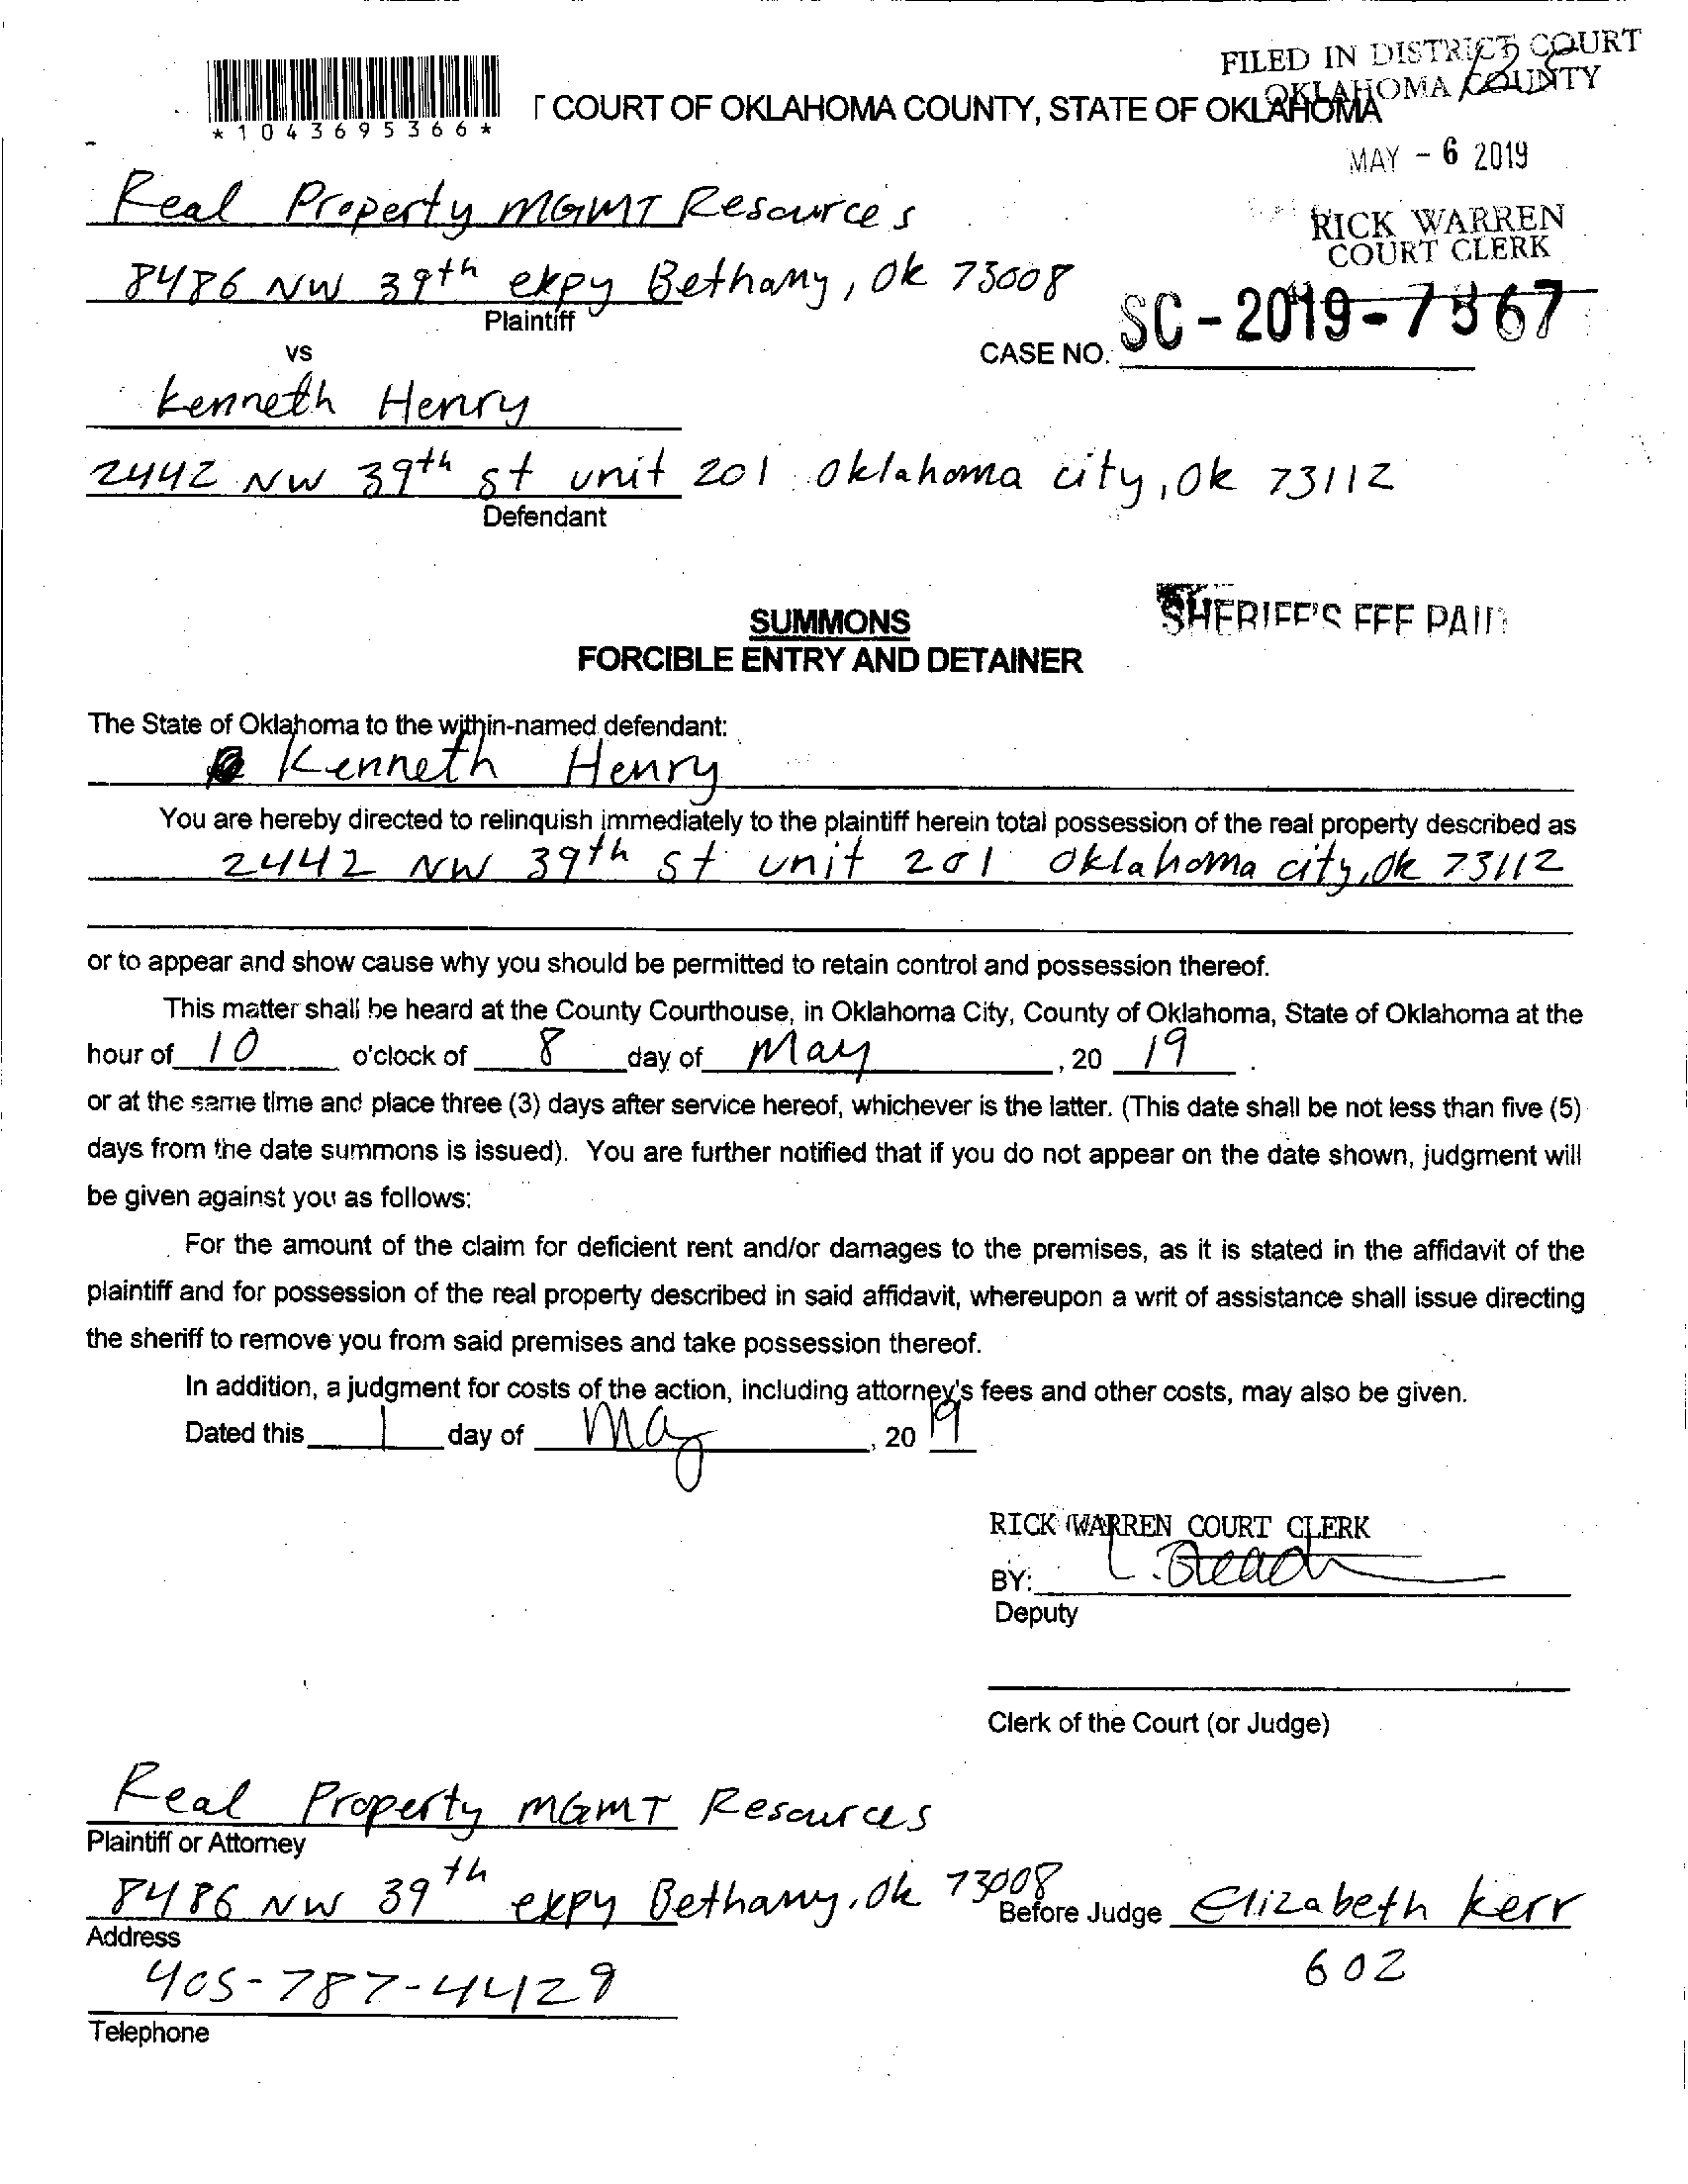 FILED IN DISTRICT COURT
OKLAHOMA COUNTY
*1043695366*
T COURT OF OKLAHOMA COUNTY, STATE OF OKLAHOMA
MAY - 6 2019
RICK WARREN
COURT CLERK
Real Property MGMT Resources
8486 NW 39th expy Bethany, Ok 73008
Plaintiff
vs
CASE NO. SC - 2019 - 7867
Kenneth Henry
2442 NW 39th st unit 201 Oklahoma city, Ok 73112
Defendant
SHERIFF'S FEE PAID
SUMMONS
FORCIBLE ENTRY AND DETAINER
The State of Oklahoma to the within-named defendant:
Kenneth Henry
You are hereby directed to relinquish immediately to the plaintiff herein total possession of the real property described as
2442 NW 39th st unit 201 Oklahoma city, Ok 73112
or to appear and show cause why you should be permitted to retain control and possession thereof.
This matter shall be heard at the County Courthouse, in Oklahoma City, County of Oklahoma, State of Oklahoma at the
hour of 10 o'clock of 8 day of May, 20 19.
or at the same time and place three (3) days after service hereof, whichever is the latter. (This date shall be not less than five (5)
days from the date summons is issued). You are further notified that if you do not appear on the date shown, judgment will
be given against you as follows:
For the amount of the claim for deficient rent and/or damages to the premises, as it is stated in the affidavit of the
plaintiff and for possession of the real property described in said affidavit, whereupon a writ of assistance shall issue directing
the sheriff to remove you from said premises and take possession thereof.
In addition, a judgment for costs of the action, including attorney's fees and other costs, may also be given.
Dated this 1 day of May, 20 19
RICK WARREN COURT CLERK
BY:
Deputy
Clerk of the Court (or Judge)
Real Property MGMT Resources
Plaintiff or Attorney
8486 NW 39th expy Bethany, Ok 73008
Before Judge Elizabeth Kerr
Address
602
405-787-4429
Telephone